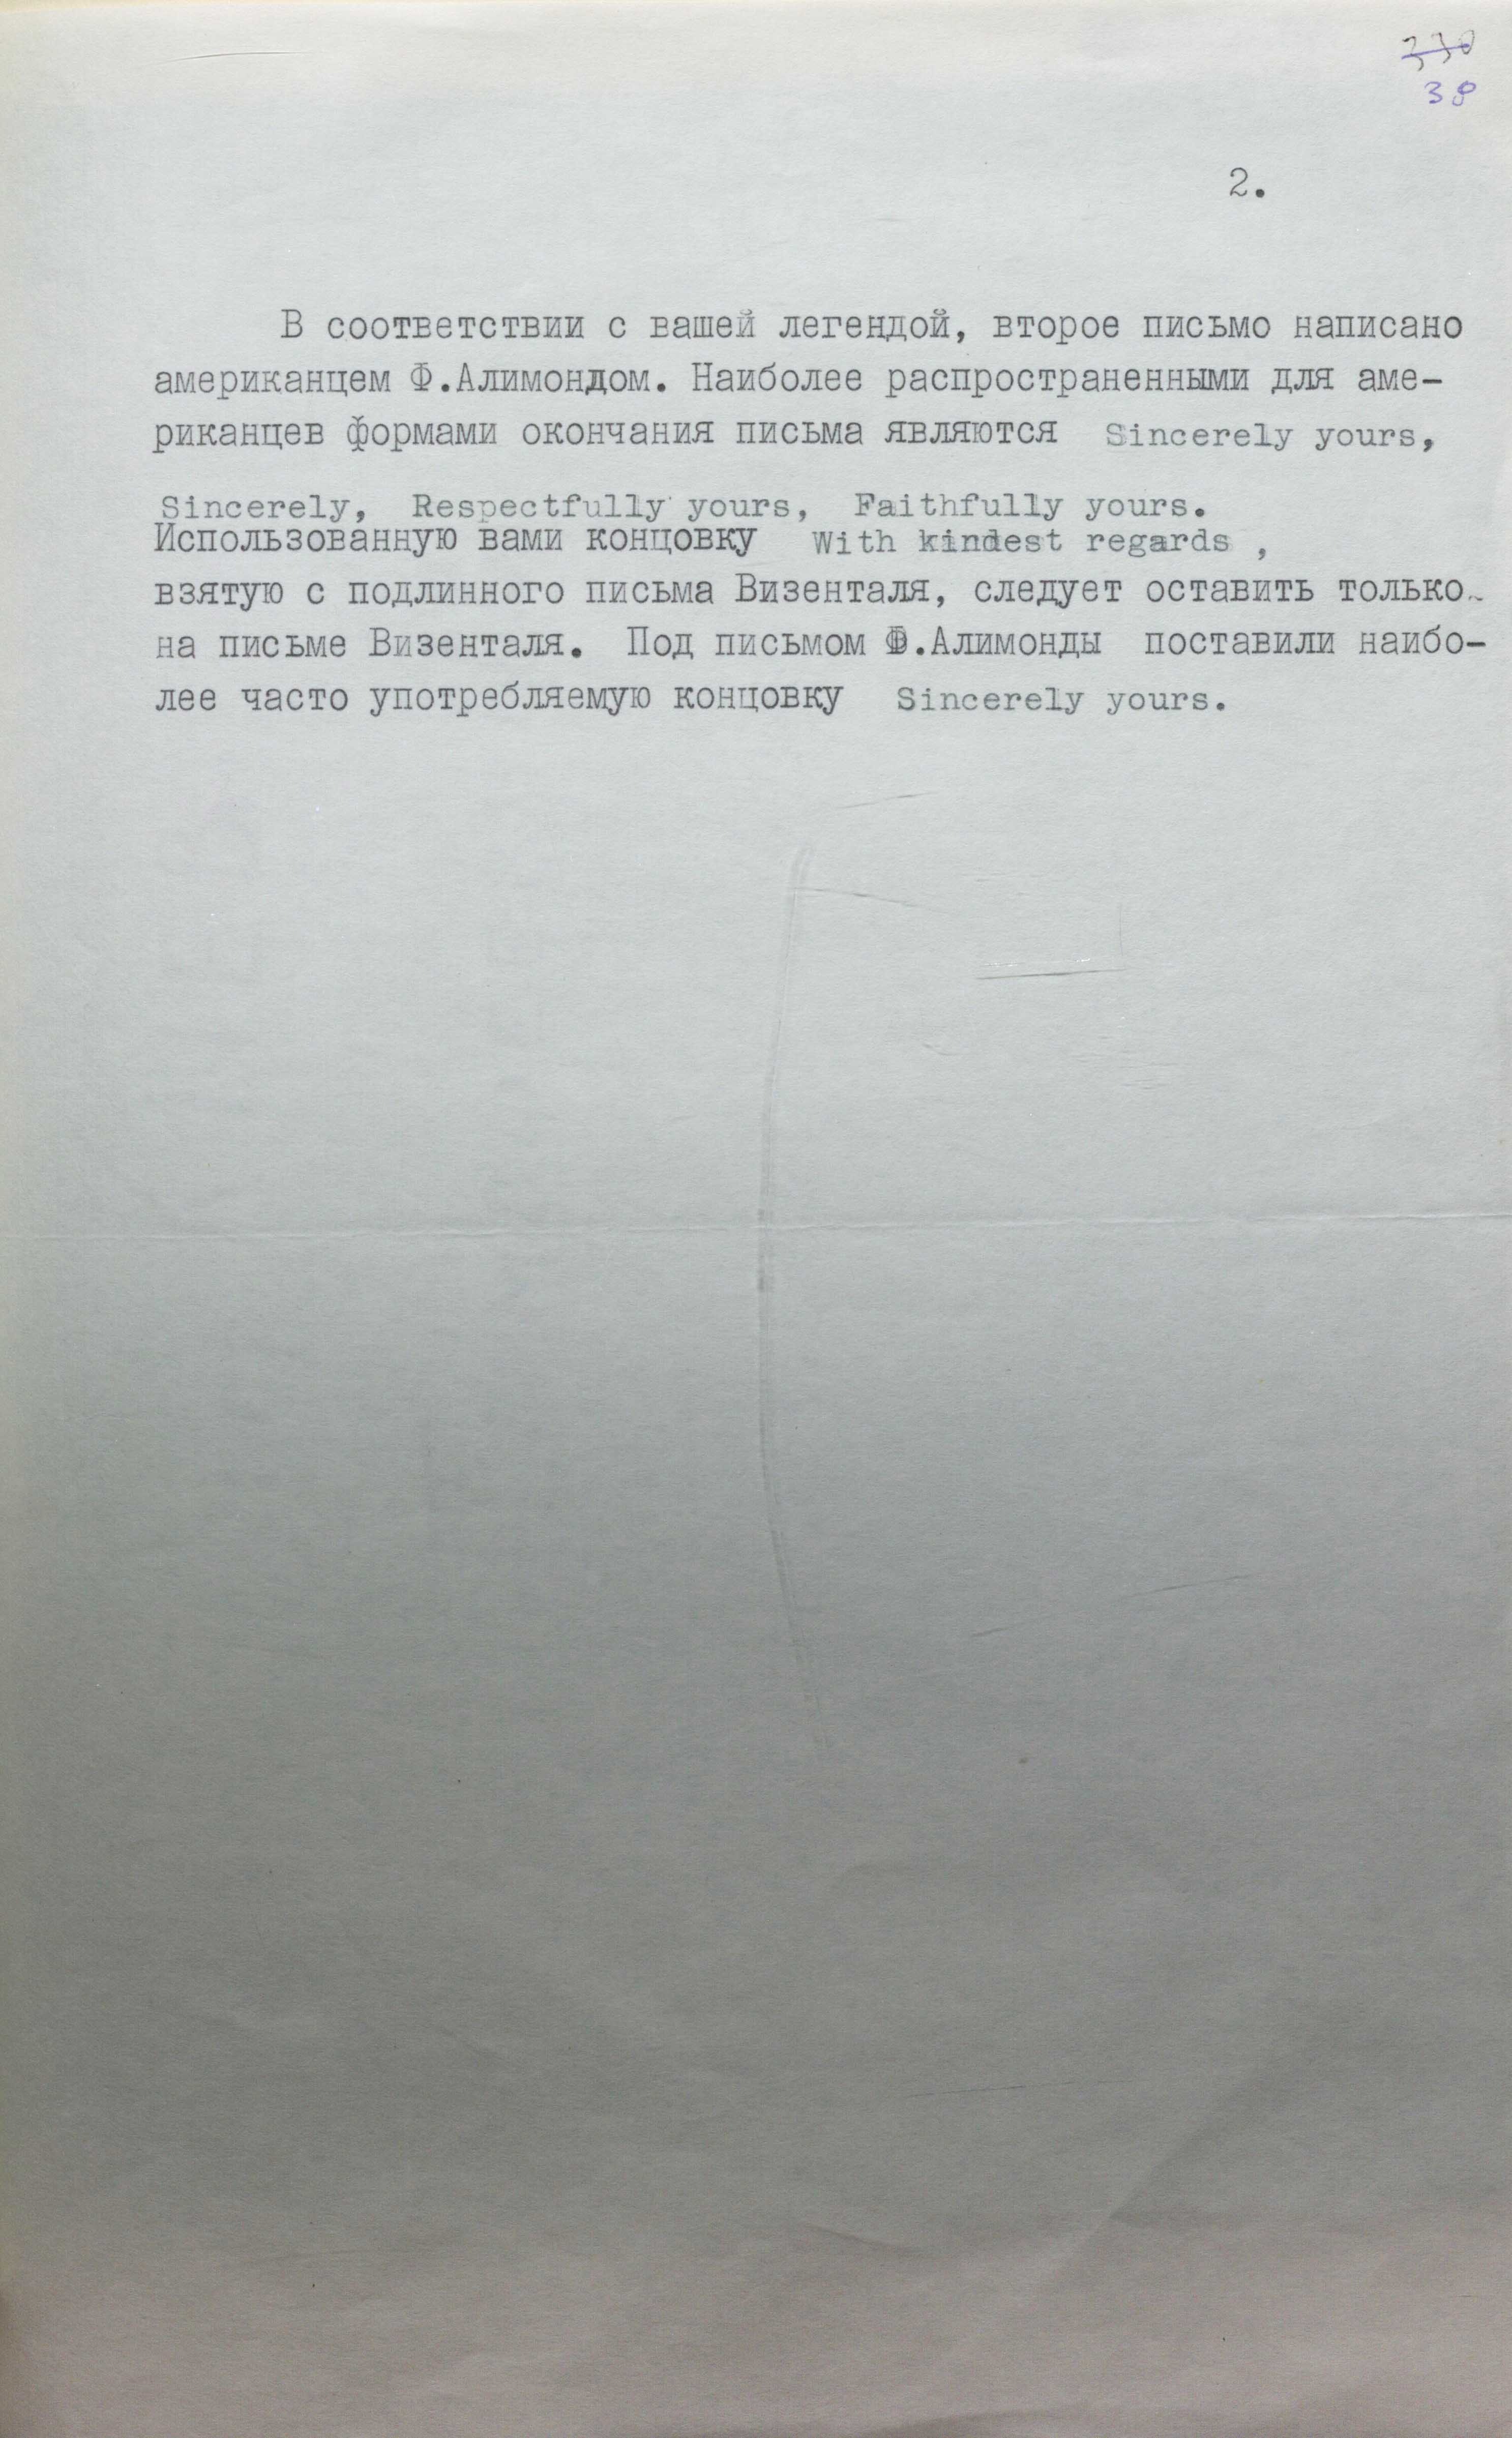 330
38
2.
В соответствии с вашей легендой, второе письмо написано
американцем Ф.Алимондом. Наиболее распространенными для аме-
риканцев формами окончания письма являются Sincerely yours,
Sincerely, Respectfully yours, Faithfully yours.
Использованную вами концовку With kindest regards ,
взятую с подлинного письма Визенталя, следует оставить только
на письме Визенталя. Под письмом Ф.Алимонды поставили наибо-
лее часто употребляемую концовку Sincerely yours.